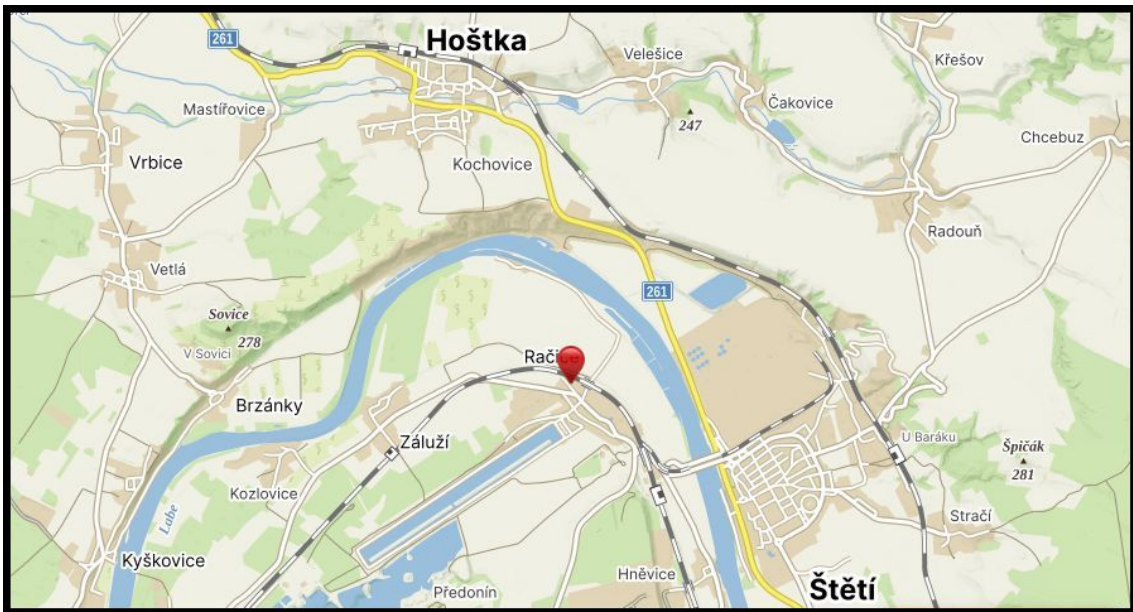 261
Hoštka
Velešice
Křešov
Mastířovice
247
Čakovice
Chcebuz
Vrbice
Kochovice
Radouň
Vetlá
261
Sovice
278
V Sovici
Račice
Brzánky
Záluží
U Baráku
Špičák
281
Kozlovice
Labe
Stračí
Kyškovice
Hněvice
Předonín
Štětí